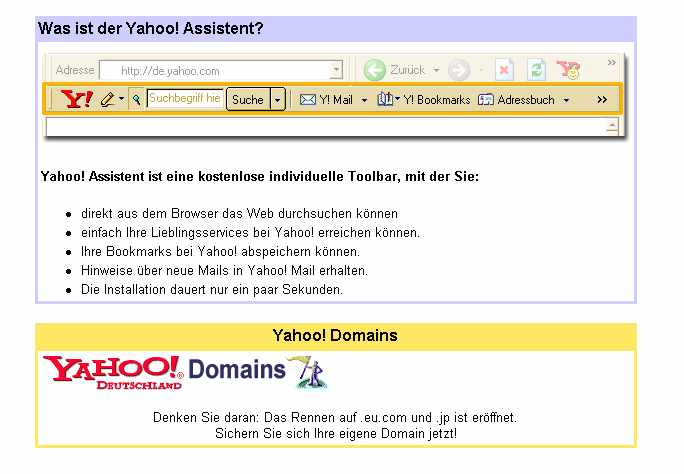 Was ist der Yahoo! Assistent?
Adresse http://de.yahoo.com Zurück
Y! Suchbegriff hie Suche Y! Mail Y! Bookmarks Adressbuch
Yahoo! Assistent ist eine kostenlose individuelle Toolbar, mit der Sie:
direkt aus dem Browser das Web durchsuchen können
einfach Ihre Lieblingsservices bei Yahoo! erreichen können.
Ihre Bookmarks bei Yahoo! abspeichern können.
Hinweise über neue Mails in Yahoo! Mail erhalten.
Die Installation dauert nur ein paar Sekunden.
Yahoo! Domains
YAHOO! Domains
DEUTSCHLAND
Denken Sie daran: Das Rennen auf .eu.com und .jp ist eröffnet.
Sichern Sie sich Ihre eigene Domain jetzt!